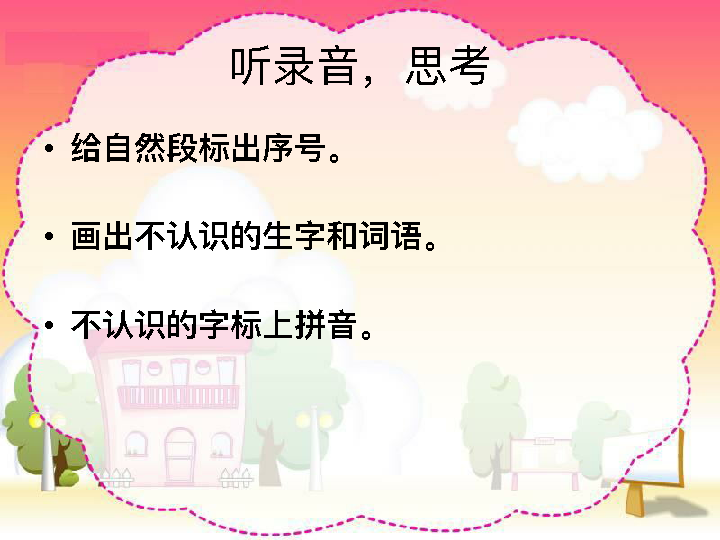 听录音，思考
• 给自然段标出序号。
• 画出不认识的生字和词语。
• 不认识的字标上拼音。